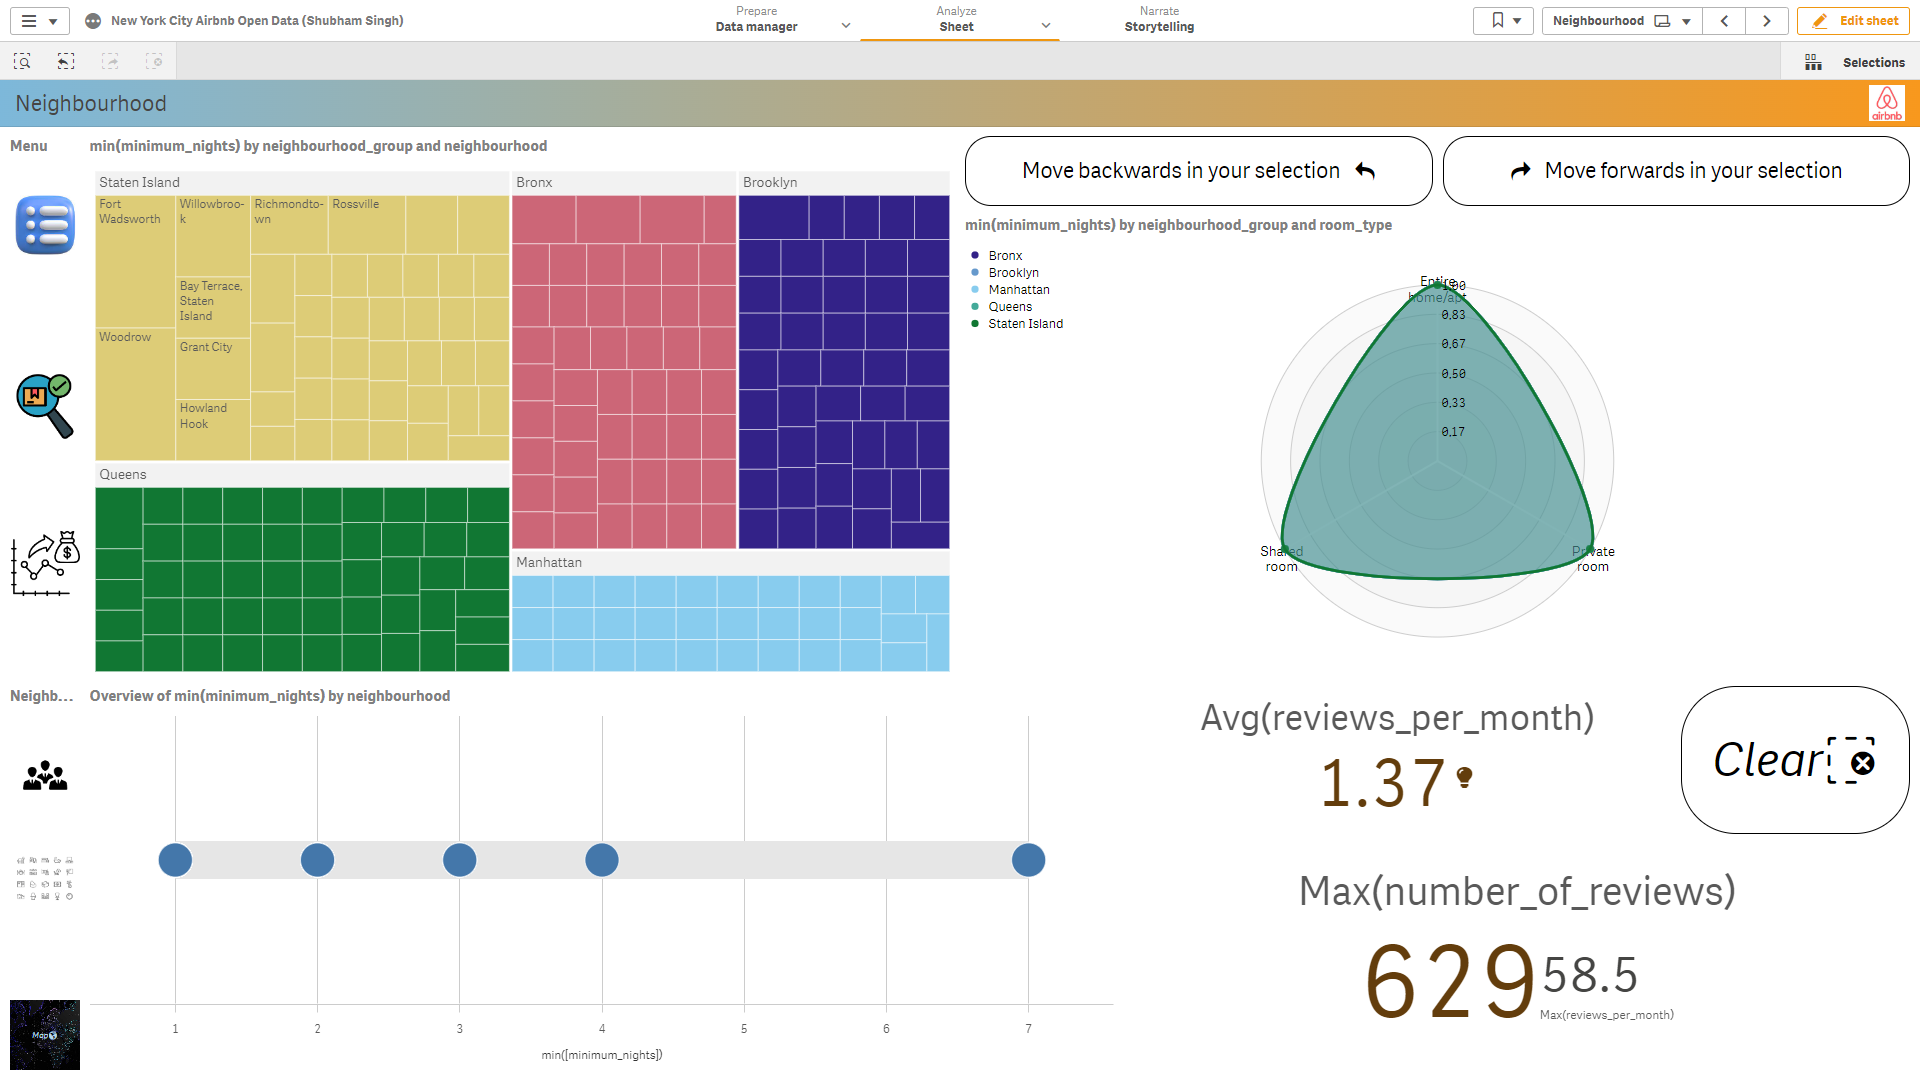 New York City Airbnb Open Data (Shubham Singh)
Prepare
Data manager
Analyze
Sheet
Narrate
Storytelling
Neighbourhood
Edit sheet
Selections
Neighbourhood
airbnb
Menu
min(minimum_nights) by neighbourhood_group and neighbourhood
Staten Island
Fort
Wadsworth
Willowbroo-
k
Richmondto-
wn
Rossville
Bay Terrace,
Staten
Island
Woodrow
Grant City
Howland
Hook
Queens
Bronx
Brooklyn
Manhattan
Move backwards in your selection
Move forwards in your selection
min(minimum_nights) by neighbourhood_group and room_type
Bronx
Brooklyn
Manhattan
Queens
Staten Island
Entire
home/apt
1.00
0.83
0.67
0.50
0.33
0.17
Shared
room
Private
room
Neighb...
Overview of min(minimum_nights) by neighbourhood
1 2 3 4 5 6 7
min([minimum_nights])
Map
Avg(reviews_per_month)
1.37
Clear
Max(number_of_reviews)
629
58.5
Max(reviews_per_month)